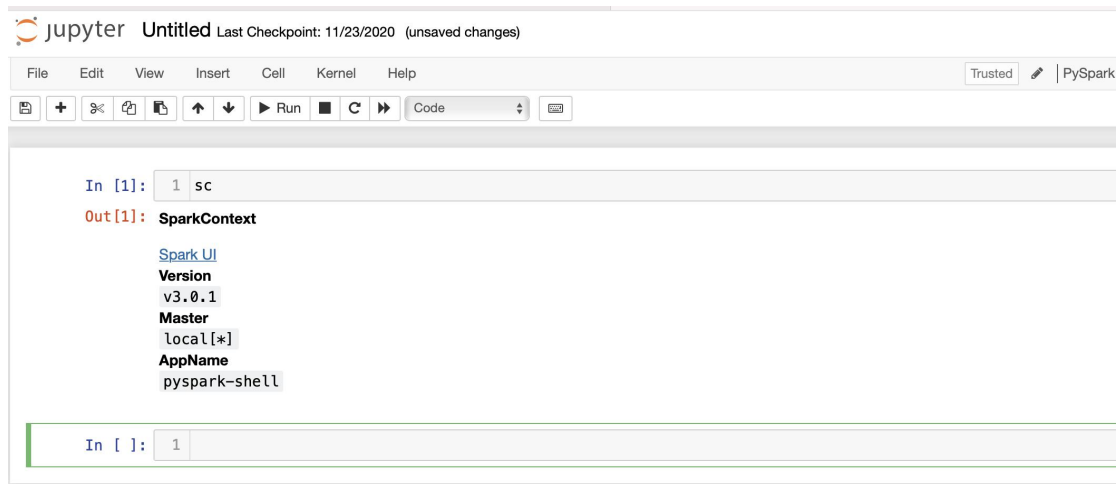 jupyter Untitled Last Checkpoint: 11/23/2020 (unsaved changes)
File Edit View Insert Cell Kernel Help Trusted PySpark
Run Code
In [1]: 1 sc
Out[1]: SparkContext
Spark UI
Version
v3.0.1
Master
local[*]
AppName
pyspark-shell
In [ ]: 1